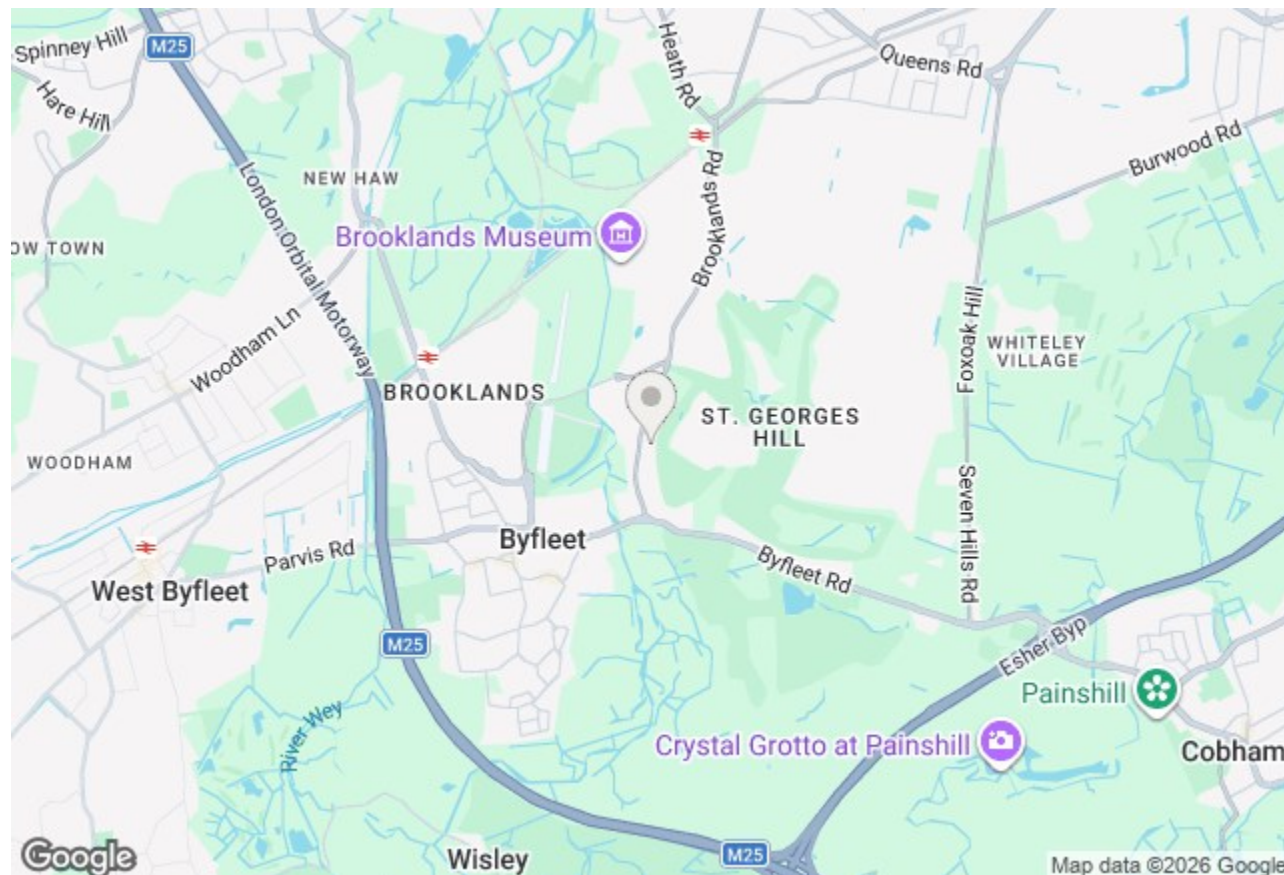 Spinney Hill
M25
Hare Hill
Heath Rd
Queens Rd
London Orbital Motorway
NEW HAW
Burwood Rd
Brooklands Museum
Brooklands Rd
OW TOWN
Woodham Ln
Foxoak Hill
WHITELEY
VILLAGE
BROOKLANDS
ST. GEORGES
HILL
WOODHAM
Seven Hills Rd
Byfleet
Parvis Rd
Byfleet Rd
West Byfleet
M25
Esher Byp
Painshill
River Wey
Crystal Grotto at Painshill
Cobham
Wisley
M25
Google
Map data ©2026 Google